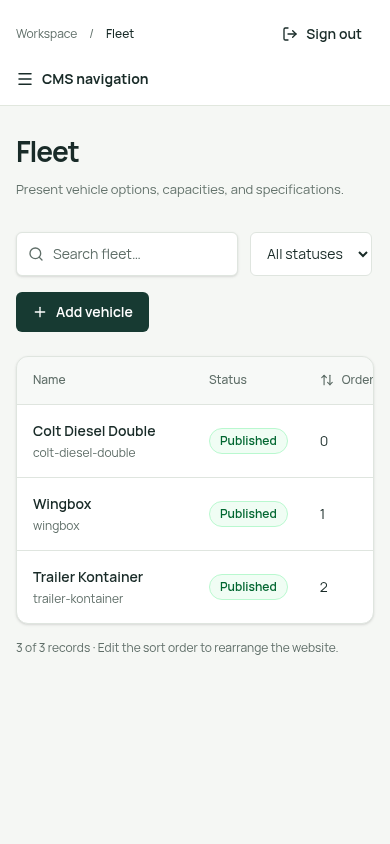 Workspace / Fleet
Sign out
CMS navigation
Fleet
Present vehicle options, capacities, and specifications.
Search fleet...
All statuses
Add vehicle
Name Status Order
Colt Diesel Double
colt-diesel-double
Published 0
Wingbox
wingbox
Published 1
Trailer Kontainer
trailer-kontainer
Published 2
3 of 3 records · Edit the sort order to rearrange the website.